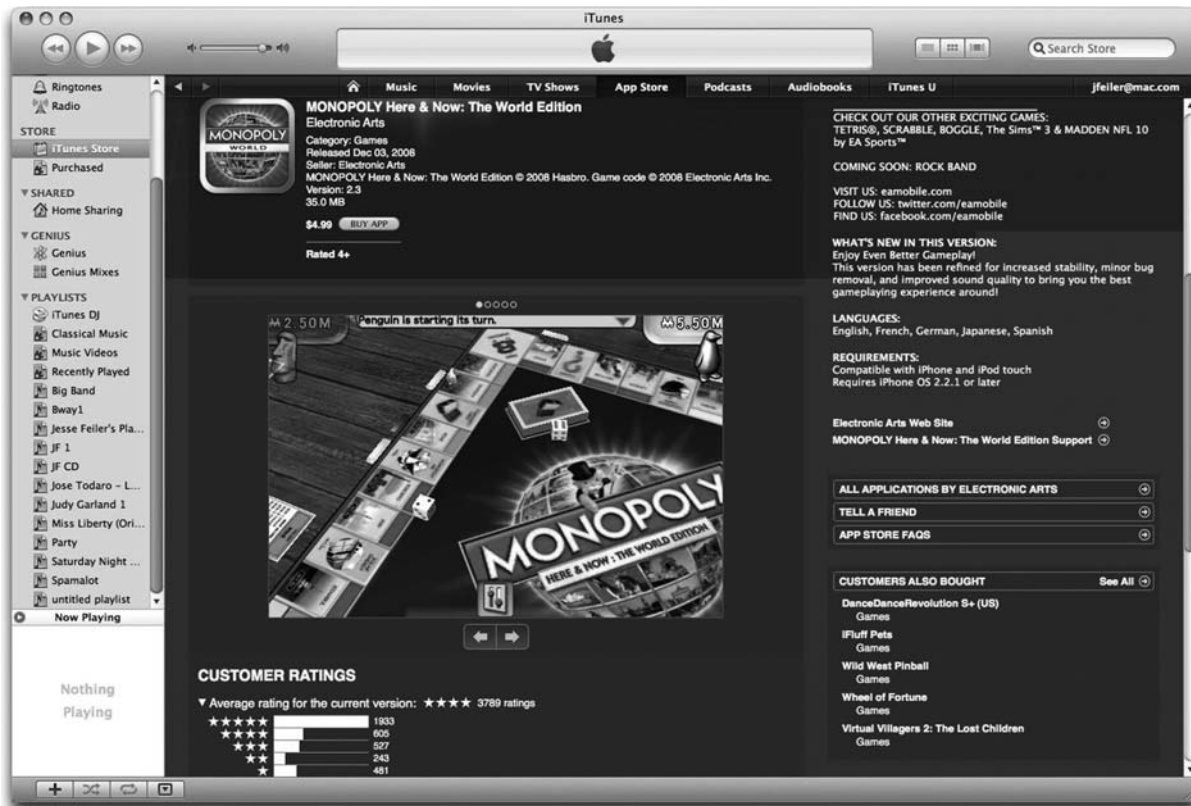 iTunes
Search Store
Ringtones
Radio
STORE
iTunes Store
Purchased
SHARED
Home Sharing
GENIUS
Genius
Genius Mixes
PLAYLISTS
iTunes DJ
Classical Music
Music Videos
Recently Played
Big Band
Bway1
Jesse Feiler's Pla...
JF 1
JF CD
Jose Todaro – L...
Judy Garland 1
Miss Liberty (Ori...
Party
Saturday Night ...
Spamalot
untitled playlist
Now Playing
Nothing
Playing
Music Movies TV Shows App Store Podcasts Audiobooks iTunes U jfeiler@mac.com
MONOPOLY
WORLD
MONOPOLY Here & Now: The World Edition
Electronic Arts
Category: Games
Released Dec 03, 2008
Seller: Electronic Arts
MONOPOLY Here & Now: The World Edition © 2008 Hasbro. Game code © 2008 Electronic Arts Inc.
Version: 2.3
35.0 MB
$4.99 BUY APP
Rated 4+
2.50M Penguin is starting its turn. 5.50M
MONOPOLY
HERE & NOW: THE WORLD EDITION
CUSTOMER RATINGS
Average rating for the current version: ★★★★ 3789 ratings
★★★★★ 1933
★★★★ 605
★★★ 527
★★ 243
★ 481
CHECK OUT OUR OTHER EXCITING GAMES:
TETRIS®, SCRABBLE, BOGGLE, The Sims™ 3 & MADDEN NFL 10
by EA Sports™
COMING SOON: ROCK BAND
VISIT US: eamobile.com
FOLLOW US: twitter.com/eamobile
FIND US: facebook.com/eamobile
WHAT'S NEW IN THIS VERSION:
Enjoy Even Better Gameplay!
This version has been refined for increased stability, minor bug
removal, and improved sound quality to bring you the best
gameplaying experience around!
LANGUAGES:
English, French, German, Japanese, Spanish
REQUIREMENTS:
Compatible with iPhone and iPod touch
Requires iPhone OS 2.2.1 or later
Electronic Arts Web Site
MONOPOLY Here & Now: The World Edition Support
ALL APPLICATIONS BY ELECTRONIC ARTS
TELL A FRIEND
APP STORE FAQS
CUSTOMERS ALSO BOUGHT See All
DanceDanceRevolution S+ (US)
Games
iFluff Pets
Games
Wild West Pinball
Games
Wheel of Fortune
Games
Virtual Villagers 2: The Lost Children
Games